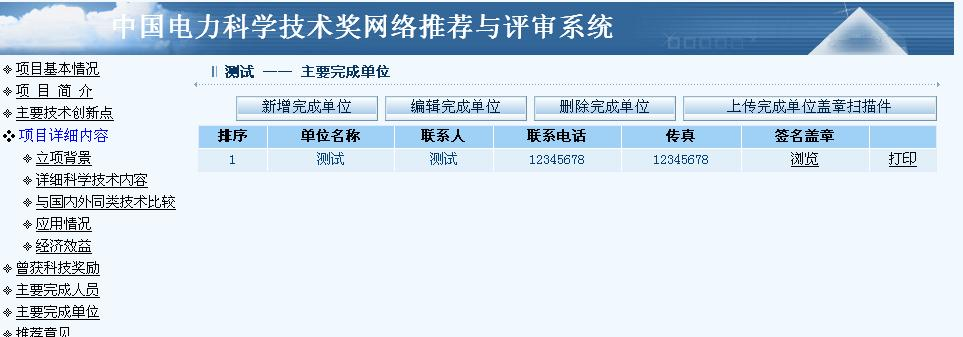 中国电力科学技术奖网络推荐与评审系统
项目基本情况
项 目 简 介
主要技术创新点
项目详细内容
立项背景
详细科学技术内容
与国内外同类技术比较
应用情况
经济效益
曾获科技奖励
主要完成人员
主要完成单位
推荐意见
测试 —— 主要完成单位
新增完成单位 编辑完成单位 删除完成单位 上传完成单位盖章扫描件
排序 单位名称 联系人 联系电话 传真 签名盖章
1 测试 测试 12345678 12345678 浏览 打印